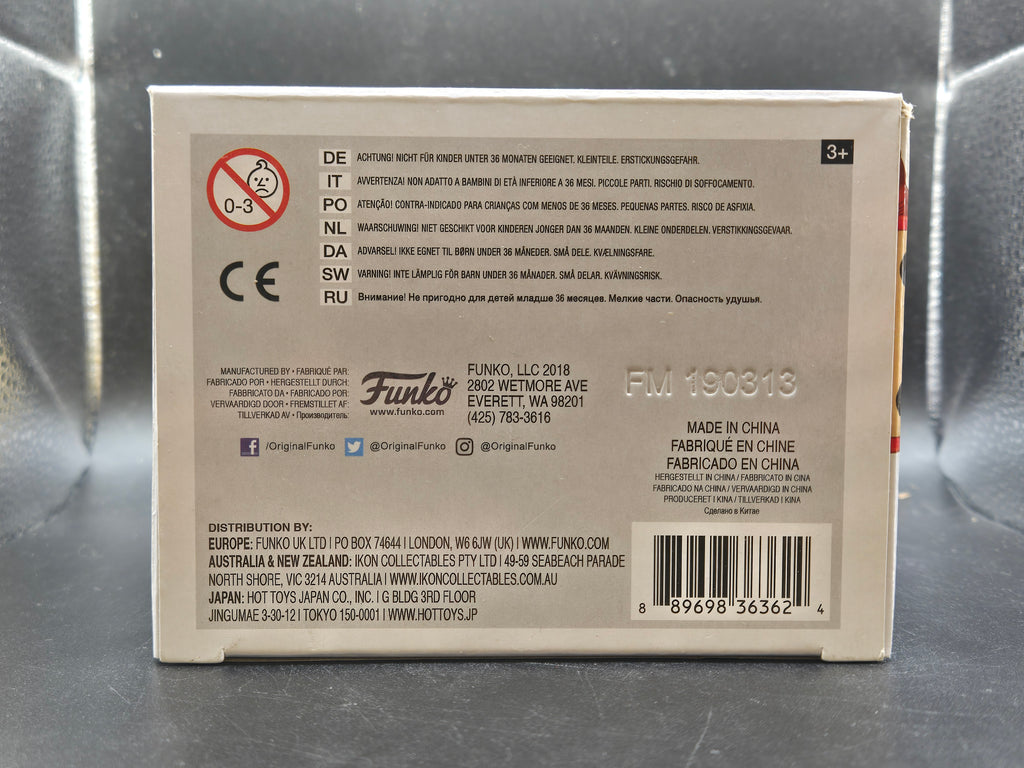 3+
0-3
DE ACHTUNG! NICHT FÜR KINDER UNTER 36 MONATEN GEEIGNET. KLEINTEILE. ERSTICKUNGSGEFAHR.
IT AVVERTENZA! NON ADATTO A BAMBINI DI ETÀ INFERIORE A 36 MESI. PICCOLE PARTI. RISCHIO DI SOFFOCAMENTO.
PO ATENÇÃO! CONTRA-INDICADO PARA CRIANÇAS COM MENOS DE 36 MESES. PEQUENAS PARTES. RISCO DE ASFIXIA.
NL WAARSCHUWING! NIET GESCHIKT VOOR KINDEREN JONGER DAN 36 MAANDEN. KLEINE ONDERDELEN. VERSTIKKINGSGEVAAR.
DA ADVARSEL! IKKE EGNET TIL BØRN UNDER 36 MÅNEDER. SMÅ DELE. KVÆLNINGSFARE.
SW VARNING! INTE LÄMPLIG FÖR BARN UNDER 36 MÅNADER. SMÅ DELAR. KVÄVNINGSRISK.
RU Внимание! Не пригодно для детей младше 36 месяцев. Мелкие части. Опасность удушья.
CE
MANUFACTURED BY • FABRIQUÉ PAR:
FABRICADO POR • HERGESTELLT DURCH:
FABBRICATO DA • FABRICADO POR:
VERVAARDIGD DOOR • FREMSTILLET AF:
TILLVERKAD AV • Производитель:
Funko
www.funko.com
FUNKO, LLC 2018
2802 WETMORE AVE
EVERETT, WA 98201
(425) 783-3616
FM 190313
/OriginalFunko @OriginalFunko @OriginalFunko
MADE IN CHINA
FABRIQUÉ EN CHINE
FABRICADO EN CHINA
HERGESTELLT IN CHINA / FABBRICATO IN CINA
FABRICADO NA CHINA / VERVAARDIGD IN CHINA
PRODUCERET I KINA / TILLVERKAD I KINA
Сделано в Китае
DISTRIBUTION BY:
EUROPE: FUNKO UK LTD | PO BOX 74644 | LONDON, W6 6JW (UK) | WWW.FUNKO.COM
AUSTRALIA & NEW ZEALAND: IKON COLLECTABLES PTY LTD | 49-59 SEABEACH PARADE
NORTH SHORE, VIC 3214 AUSTRALIA | WWW.IKONCOLLECTABLES.COM.AU
JAPAN: HOT TOYS JAPAN CO., INC. | G BLDG 3RD FLOOR
JINGUMAE 3-30-12 | TOKYO 150-0001 | WWW.HOTTOYS.JP
8 89698 36362 4